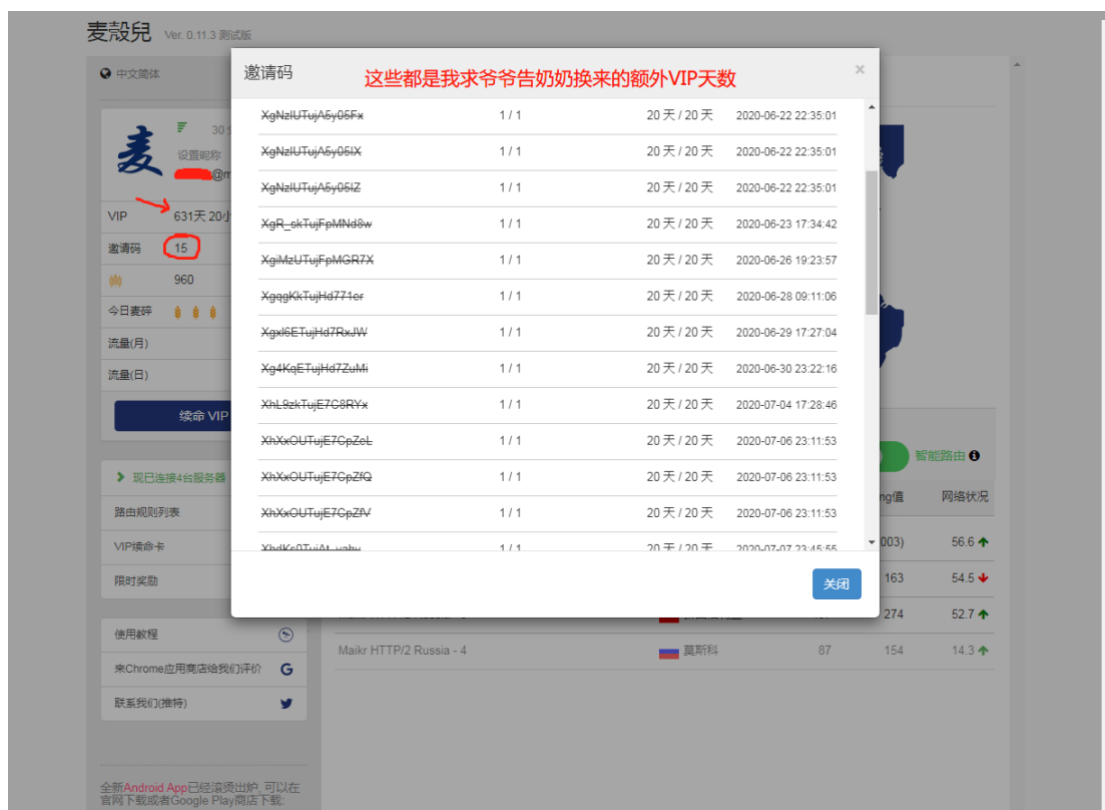 麦殼兒 Ver. 0.11.3 测试版
中文简体
30
设置昵称
@m
VIP 631天 20小
邀请码 15
960
今日麦碎
流量(月)
流量(日)
续命 VIP
现已连接4台服务器
路由规则列表
VIP续命卡
限时奖励
使用教程
来Chrome应用商店给我们评价
联系我们(推特)
全新Android App已经滚烫出炉, 可以在
官网下载或者Google Play商店下载:
邀请码 这些都是我求爷爷告奶奶换来的额外VIP天数 ×
XgNzIUTujA5y05Fx 1 / 1 20 天 / 20 天 2020-06-22 22:35:01
XgNzIUTujA5y05IX 1 / 1 20 天 / 20 天 2020-06-22 22:35:01
XgNzIUTujA5y05IZ 1 / 1 20 天 / 20 天 2020-06-22 22:35:01
XgR_skTujFpMNd8w 1 / 1 20 天 / 20 天 2020-06-23 17:34:42
XgiMzUTujFpMGR7X 1 / 1 20 天 / 20 天 2020-06-26 19:23:57
XgqgKkTujHd771er 1 / 1 20 天 / 20 天 2020-06-28 09:11:06
Xgxl6ETujHd7RxJW 1 / 1 20 天 / 20 天 2020-06-29 17:27:04
Xg4KqETujHd7ZuMi 1 / 1 20 天 / 20 天 2020-06-30 23:22:16
XhL9zkTujE7C8RYx 1 / 1 20 天 / 20 天 2020-07-04 17:28:46
XhXxOUTujE7CpZeL 1 / 1 20 天 / 20 天 2020-07-06 23:11:53
XhXxOUTujE7CpZfQ 1 / 1 20 天 / 20 天 2020-07-06 23:11:53
XhXxOUTujE7CpZfV 1 / 1 20 天 / 20 天 2020-07-06 23:11:53
1 / 1 20 天 / 20 天 2020-07-07 23:45:55
关闭
智能路由
ng值 网络状况
003) 56.6
163 54.5
274 52.7
Maikr HTTP/2 Russia - 4 莫斯科 87 154 14.3